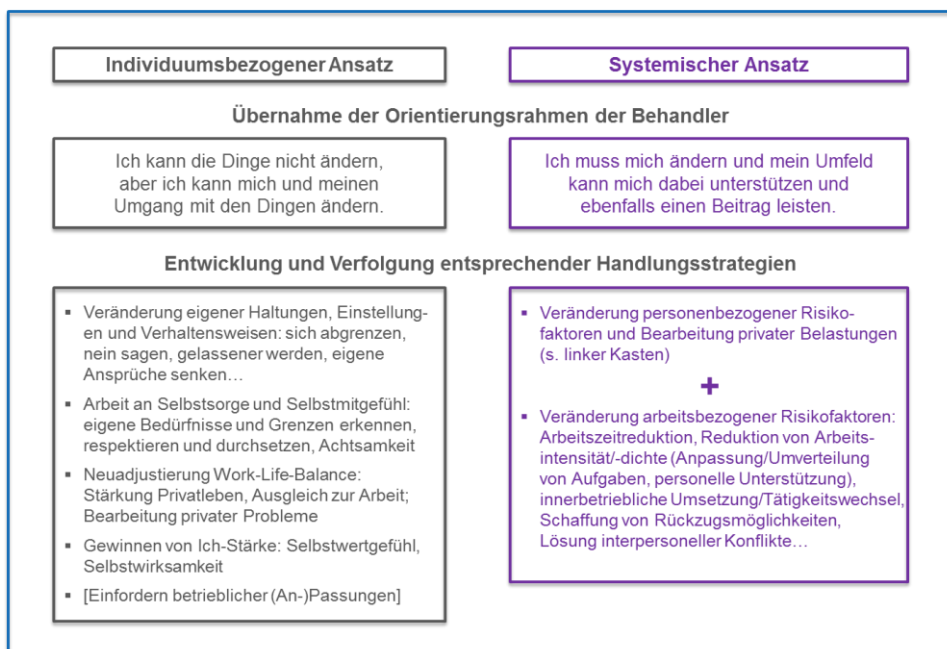 Individuumsbezogener Ansatz
Systemischer Ansatz
Übernahme der Orientierungsrahmen der Behandler
Ich kann die Dinge nicht ändern,
aber ich kann mich und meinen
Umgang mit den Dingen ändern.
Ich muss mich ändern und mein Umfeld
kann mich dabei unterstützen und
ebenfalls einen Beitrag leisten.
Entwicklung und Verfolgung entsprechender Handlungsstrategien
▪ Veränderung eigener Haltungen, Einstellung-
en und Verhaltensweisen: sich abgrenzen,
nein sagen, gelassener werden, eigene
Ansprüche senken…
▪ Arbeit an Selbstsorge und Selbstmitgefühl:
eigene Bedürfnisse und Grenzen erkennen,
respektieren und durchsetzen, Achtsamkeit
▪ Neuadjustierung Work-Life-Balance:
Stärkung Privatleben, Ausgleich zur Arbeit;
Bearbeitung privater Probleme
▪ Gewinnen von Ich-Stärke: Selbstwertgefühl,
Selbstwirksamkeit
▪ [Einfordern betrieblicher (An-)Passungen]
▪ Veränderung personenbezogener Risiko-
faktoren und Bearbeitung privater Belastungen
(s. linker Kasten)
+
▪ Veränderung arbeitsbezogener Risikofaktoren:
Arbeitszeitreduktion, Reduktion von Arbeits-
intensität/-dichte (Anpassung/Umverteilung
von Aufgaben, personelle Unterstützung),
innerbetriebliche Umsetzung/Tätigkeitswechsel,
Schaffung von Rückzugsmöglichkeiten,
Lösung interpersoneller Konflikte…